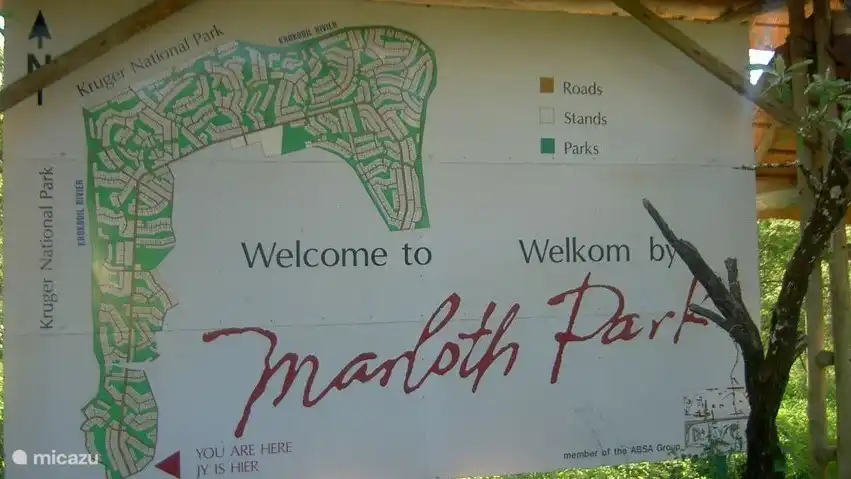 N
Kruger National Park
KROKODIL RIVIER
Roads
Stands
Parks
Kruger National Park
KROKODIL RIVIER
Welcome to
Welkom by
Marloth Park
YOU ARE HERE
JY IS HIER
member of the ABSA Group
micazu